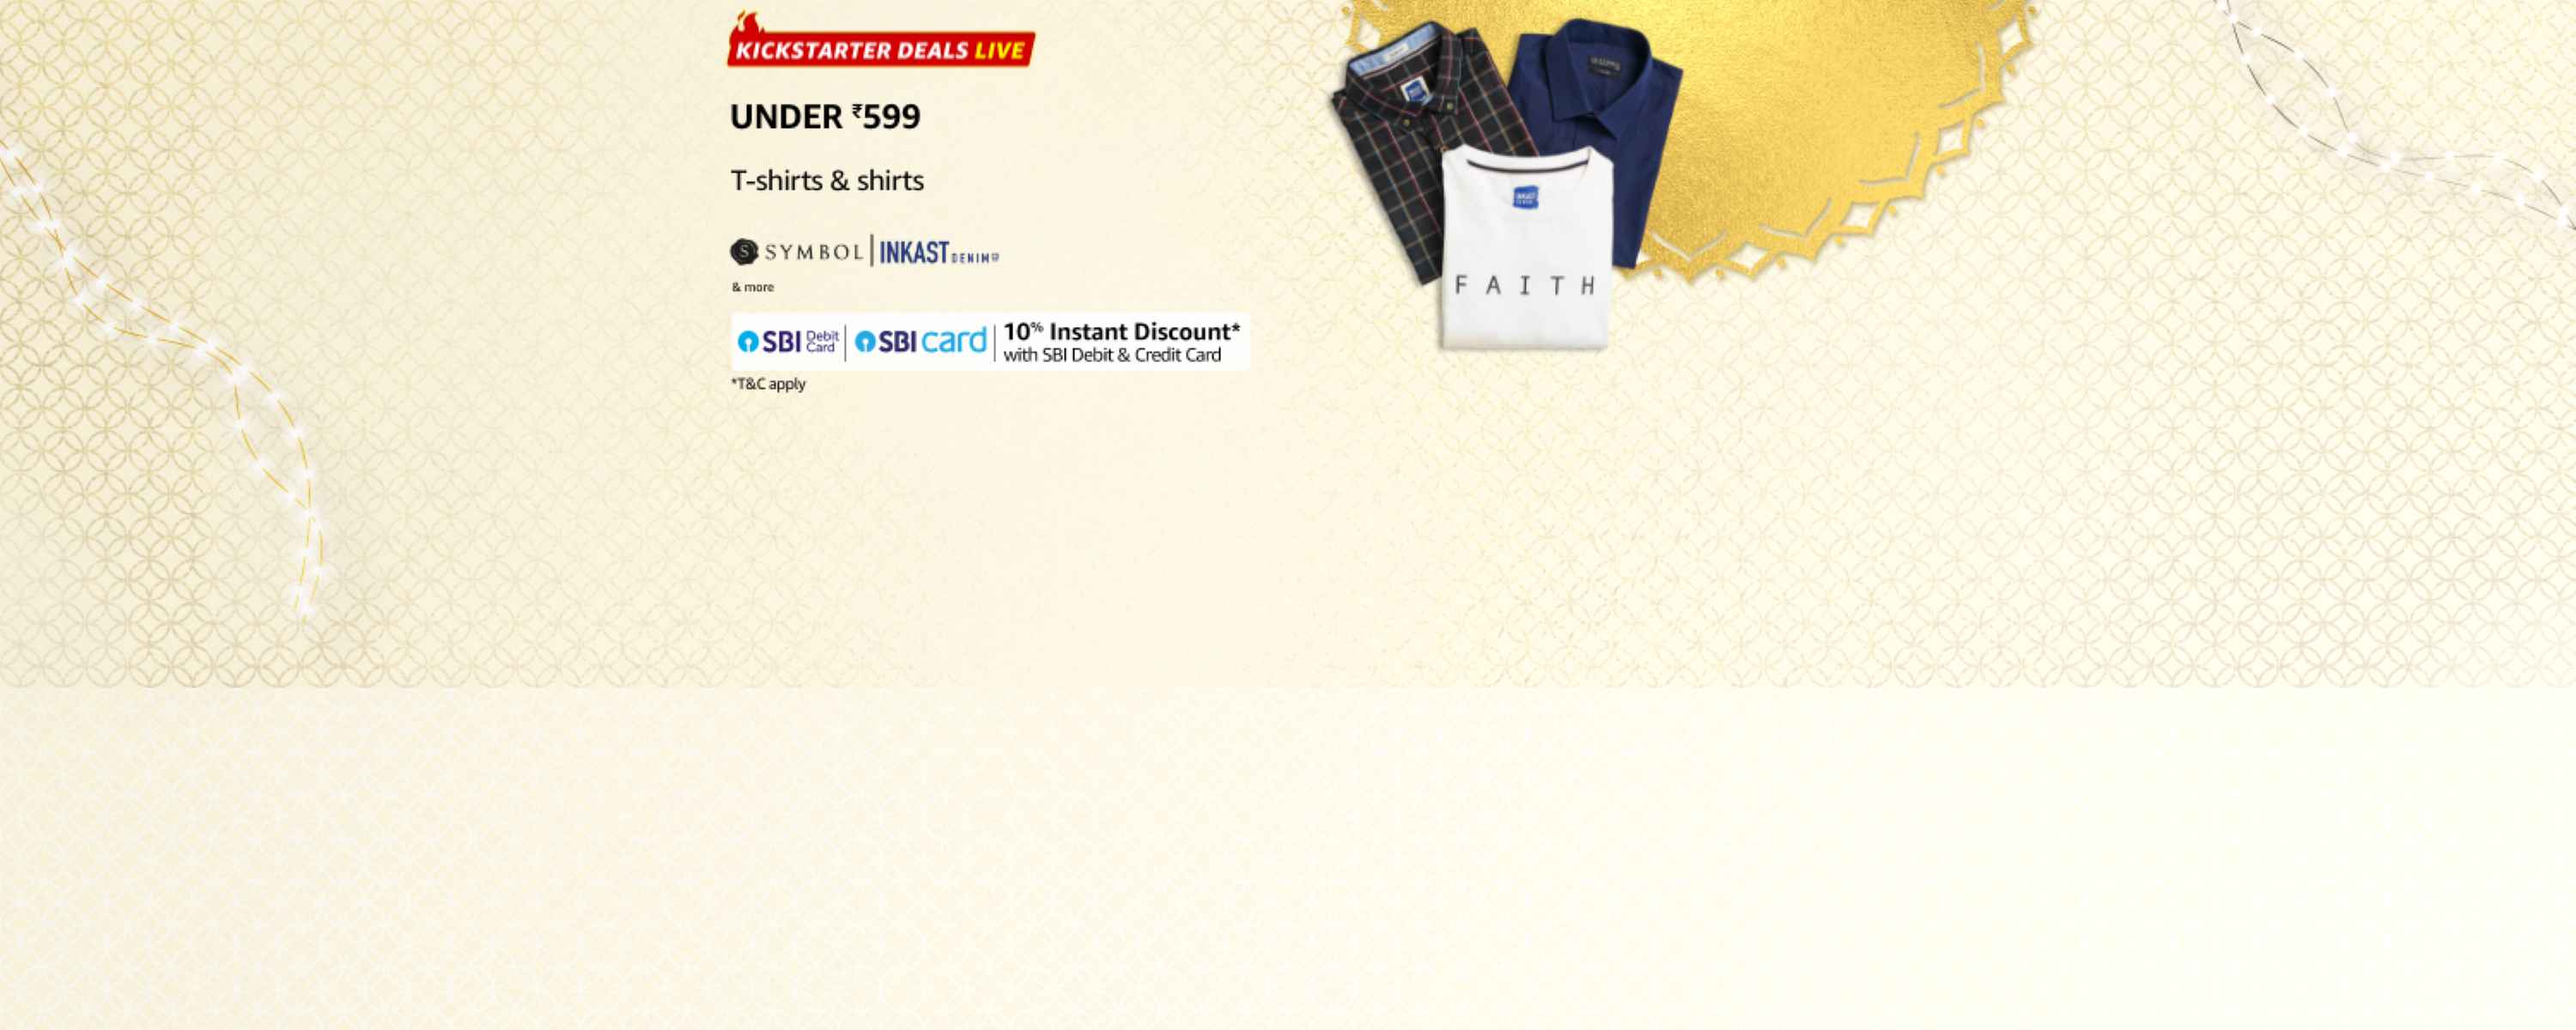 KICKSTARTER DEALS LIVE
UNDER ₹599
T-shirts & shirts
S SYMBOL | INKAST DENIM CO
& more
SBI Debit Card | SBI card | 10% Instant Discount*
with SBI Debit & Credit Card
*T&C apply
FAITH